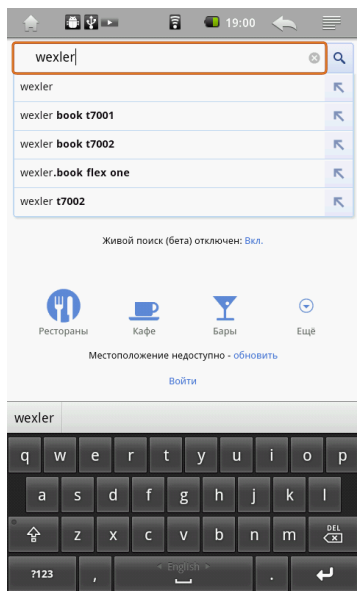 19:00
wexler
wexler
wexler book t7001
wexler book t7002
wexler.book flex one
wexler t7002
Живой поиск (бета) отключен: Вкл.
Рестораны Кафе Бары Ещё
Местоположение недоступно - обновить
Войти
wexler
q w e r t y u i o p
a s d f g h j k l
z x c v b n m DEL
?123 , English .